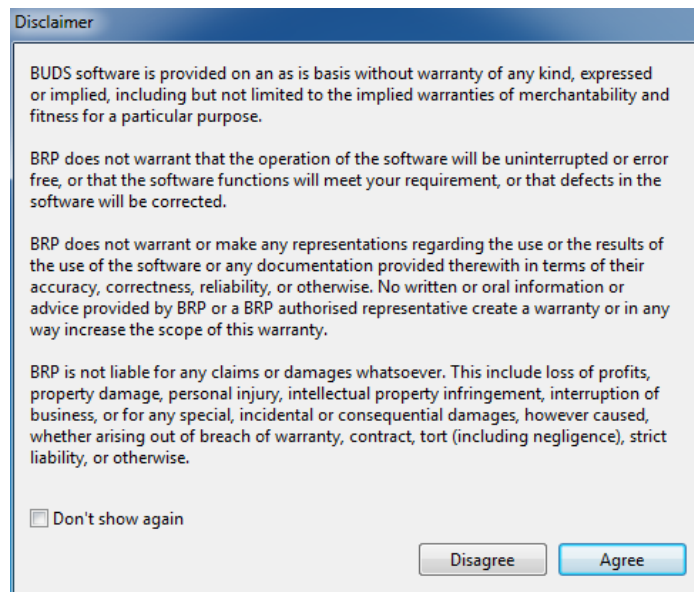 Disclaimer
BUDS software is provided on an as is basis without warranty of any kind, expressed
or implied, including but not limited to the implied warranties of merchantability and
fitness for a particular purpose.
BRP does not warrant that the operation of the software will be uninterrupted or error
free, or that the software functions will meet your requirement, or that defects in the
software will be corrected.
BRP does not warrant or make any representations regarding the use or the results of
the use of the software or any documentation provided therewith in terms of their
accuracy, correctness, reliability, or otherwise. No written or oral information or
advice provided by BRP or a BRP authorised representative create a warranty or in any
way increase the scope of this warranty.
BRP is not liable for any claims or damages whatsoever. This include loss of profits,
property damage, personal injury, intellectual property infringement, interruption of
business, or for any special, incidental or consequential damages, however caused,
whether arising out of breach of warranty, contract, tort (including negligence), strict
liability, or otherwise.
Don't show again
Disagree Agree